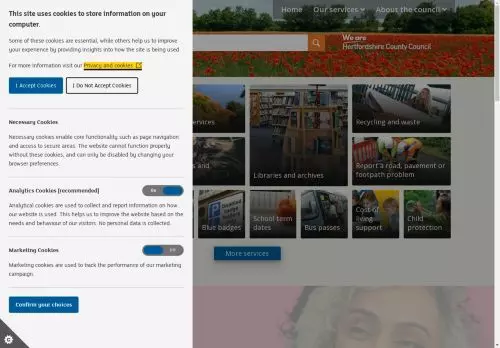 This site uses cookies to store information on your
computer.
Some of these cookies are essential, while others help us to
improve your experience by providing insights into how the site is being used
For more information visit our Privacy and cookies
I Accept Cookies
I Do Not Accept Cookies
Necessary Cookies
Necessary cookies enable core functionality such as page navigation
and access to secure areas. The website cannot function properly
without these cookies, and can only be disabled by changing your
browser preferences.
Analytics Cookies [recommended]
On
Analytical cookies are used to collect and report information on how
our website is used. This helps us to improve the website based on the
needs and behaviour of our visitors. No personal data is collected.
Marketing Cookies
Off
Marketing cookies are used to track the performance of our marketing
campaign.
Confirm your choices
Home
Our services
About the council
We are
Hertfordshire County Council
services
Libraries and archives
Recycling and waste
and
Report a road, pavement or
footpath problem
Blue badges
School term
dates
Bus passes
Cost of
living
support
Child
protection
More services